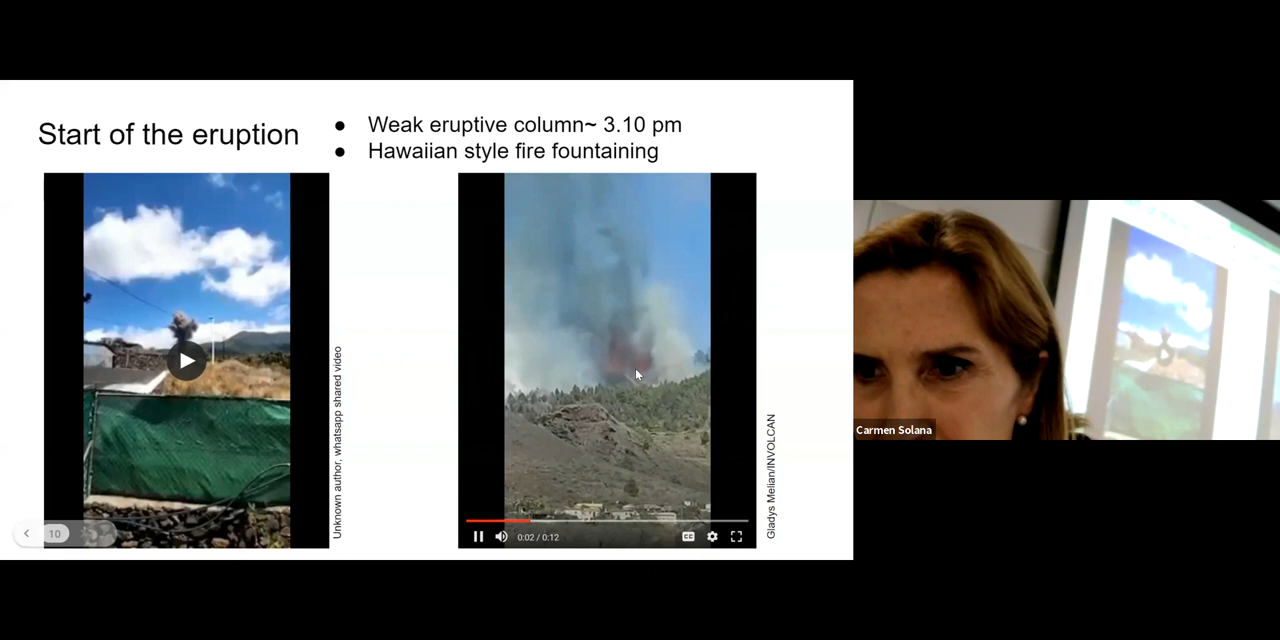 Start of the eruption
● Weak eruptive column~ 3.10 pm
● Hawaiian style fire fountaining
Unknown author, whatsapp shared video
Gladys Melian/INVOLCAN
10
0:02 / 0:12
CC
Carmen Solana